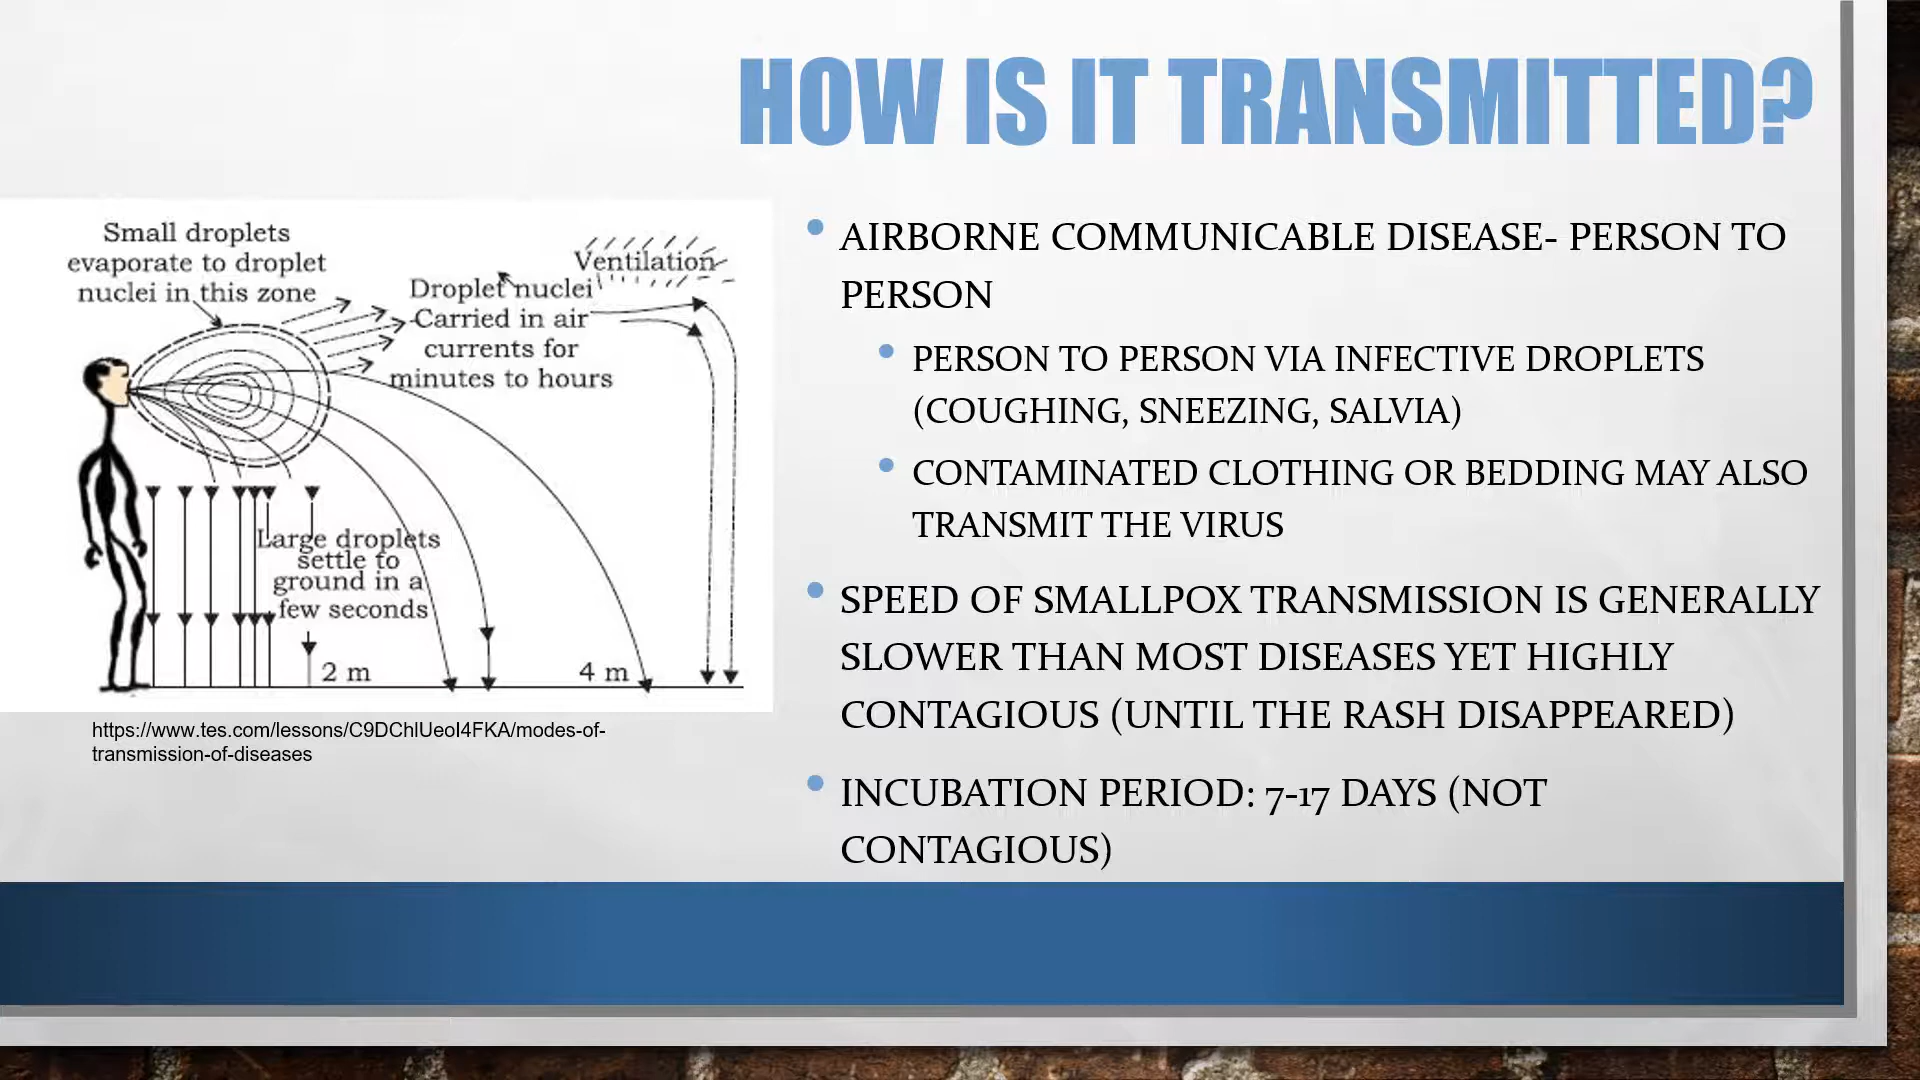 HOW IS IT TRANSMITTED?
Small droplets
evaporate to droplet
nuclei in this zone
Ventilation
Droplet nuclei
Carried in air
currents for
minutes to hours
Large droplets
settle to
ground in a
few seconds
2 m
4 m
https://www.tes.com/lessons/C9DChlUeoI4FKA/modes-of-
transmission-of-diseases
AIRBORNE COMMUNICABLE DISEASE- PERSON TO
PERSON
PERSON TO PERSON VIA INFECTIVE DROPLETS
(COUGHING, SNEEZING, SALVIA)
CONTAMINATED CLOTHING OR BEDDING MAY ALSO
TRANSMIT THE VIRUS
SPEED OF SMALLPOX TRANSMISSION IS GENERALLY
SLOWER THAN MOST DISEASES YET HIGHLY
CONTAGIOUS (UNTIL THE RASH DISAPPEARED)
INCUBATION PERIOD: 7-17 DAYS (NOT
CONTAGIOUS)